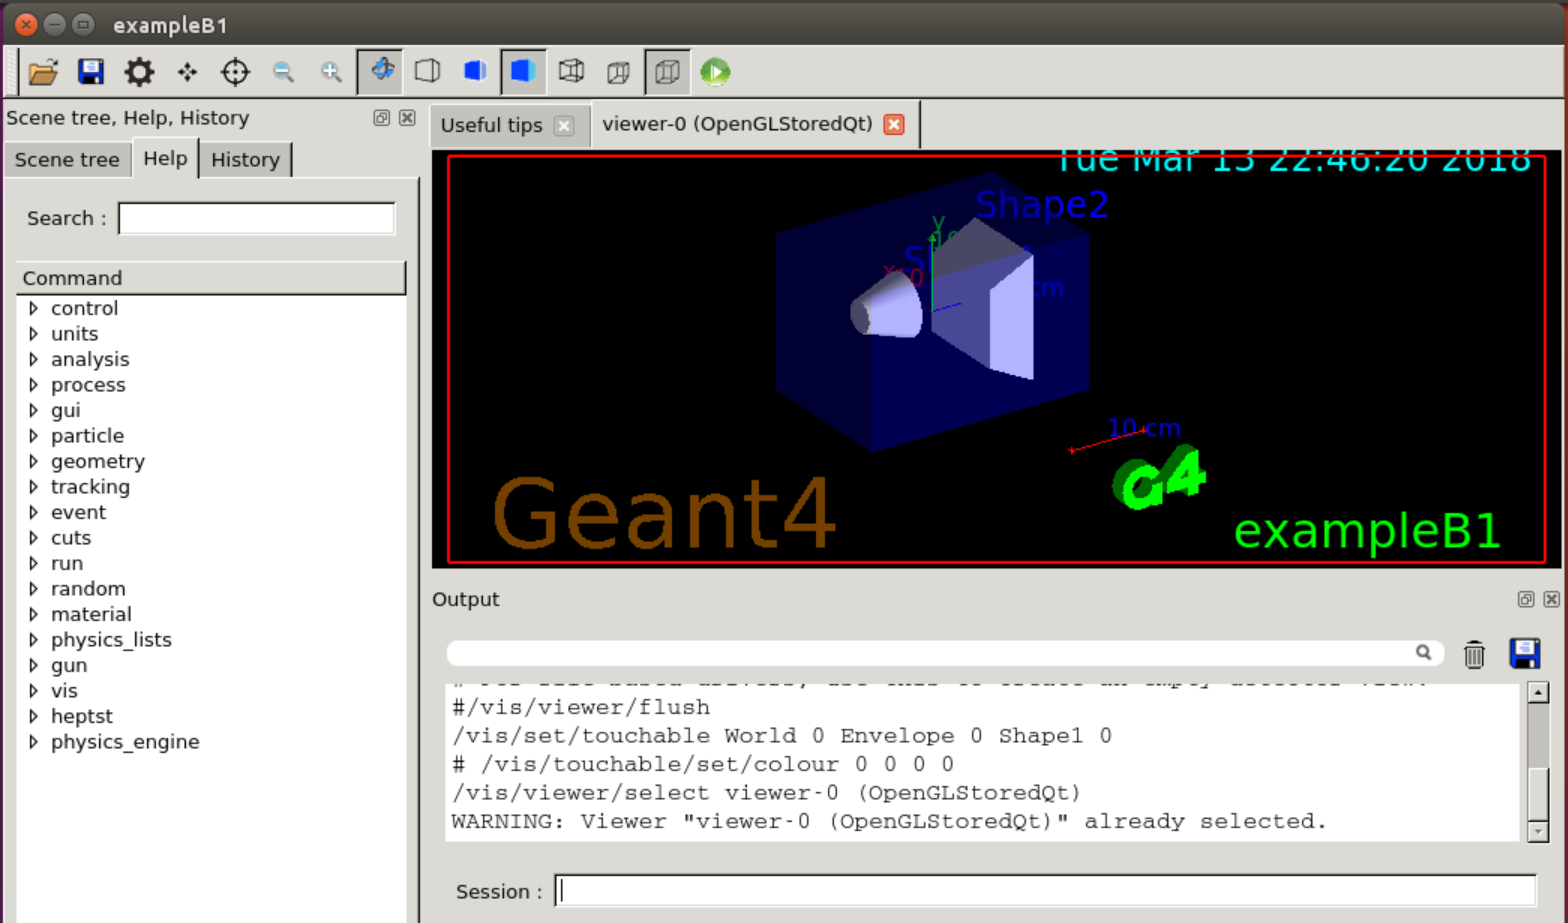 exampleB1
Scene tree, Help, History
Scene tree
Help
History
Search :
Command
control
units
analysis
process
gui
particle
geometry
tracking
event
cuts
run
random
material
physics_lists
gun
vis
heptst
physics_engine
Useful tips
viewer-0 (OpenGLStoredQt)
Tue Mar 13 22:46:20 2018
Shape2
y
x
cm
10 cm
G4
Geant4
exampleB1
Output
#/vis/viewer/flush
/vis/set/touchable World 0 Envelope 0 Shape1 0
# /vis/touchable/set/colour 0 0 0 0
/vis/viewer/select viewer-0 (OpenGLStoredQt)
WARNING: Viewer "viewer-0 (OpenGLStoredQt)" already selected.
Session :